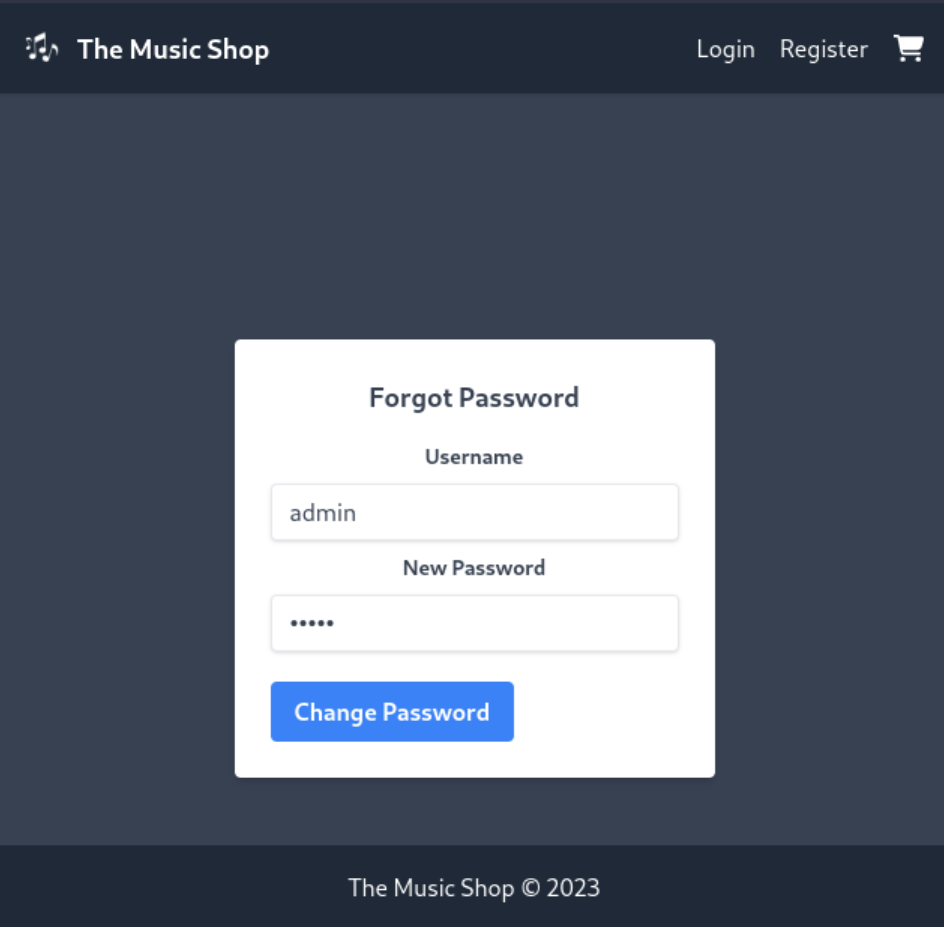 The Music Shop
Login Register
Forgot Password
Username
admin
New Password
•••••
Change Password
The Music Shop © 2023